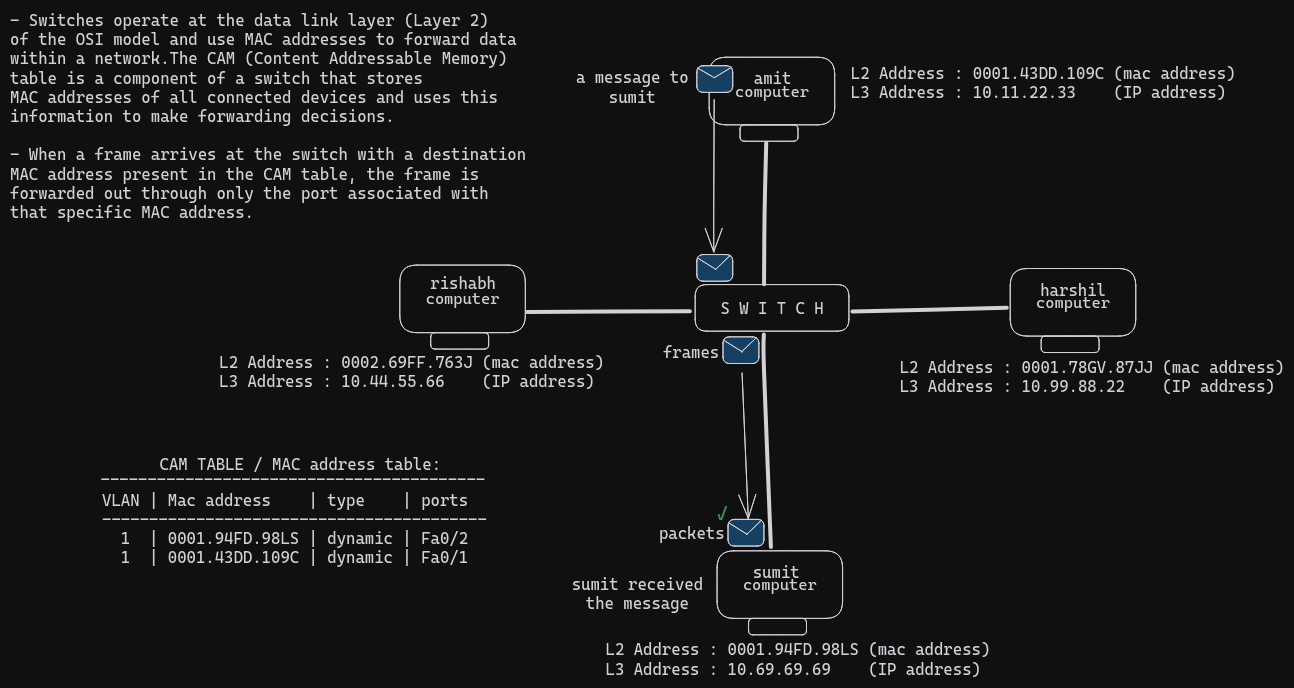 - Switches operate at the data link layer (Layer 2)
of the OSI model and use MAC addresses to forward data
within a network.The CAM (Content Addressable Memory)
table is a component of a switch that stores
MAC addresses of all connected devices and uses this
information to make forwarding decisions.
- When a frame arrives at the switch with a destination
MAC address present in the CAM table, the frame is
forwarded out through only the port associated with
that specific MAC address.
a message to
sumit
amit
computer
L2 Address : 0001.43DD.109C (mac address)
L3 Address : 10.11.22.33 (IP address)
rishabh
computer
L2 Address : 0002.69FF.763J (mac address)
L3 Address : 10.44.55.66 (IP address)
S W I T C H
harshil
computer
L2 Address : 0001.78GV.87JJ (mac address)
L3 Address : 10.99.88.22 (IP address)
frames
CAM TABLE / MAC address table:
VLAN | Mac address | type | ports
1 | 0001.94FD.98LS | dynamic | Fa0/2
1 | 0001.43DD.109C | dynamic | Fa0/1
✓
packets
sumit received
the message
sumit
computer
L2 Address : 0001.94FD.98LS (mac address)
L3 Address : 10.69.69.69 (IP address)